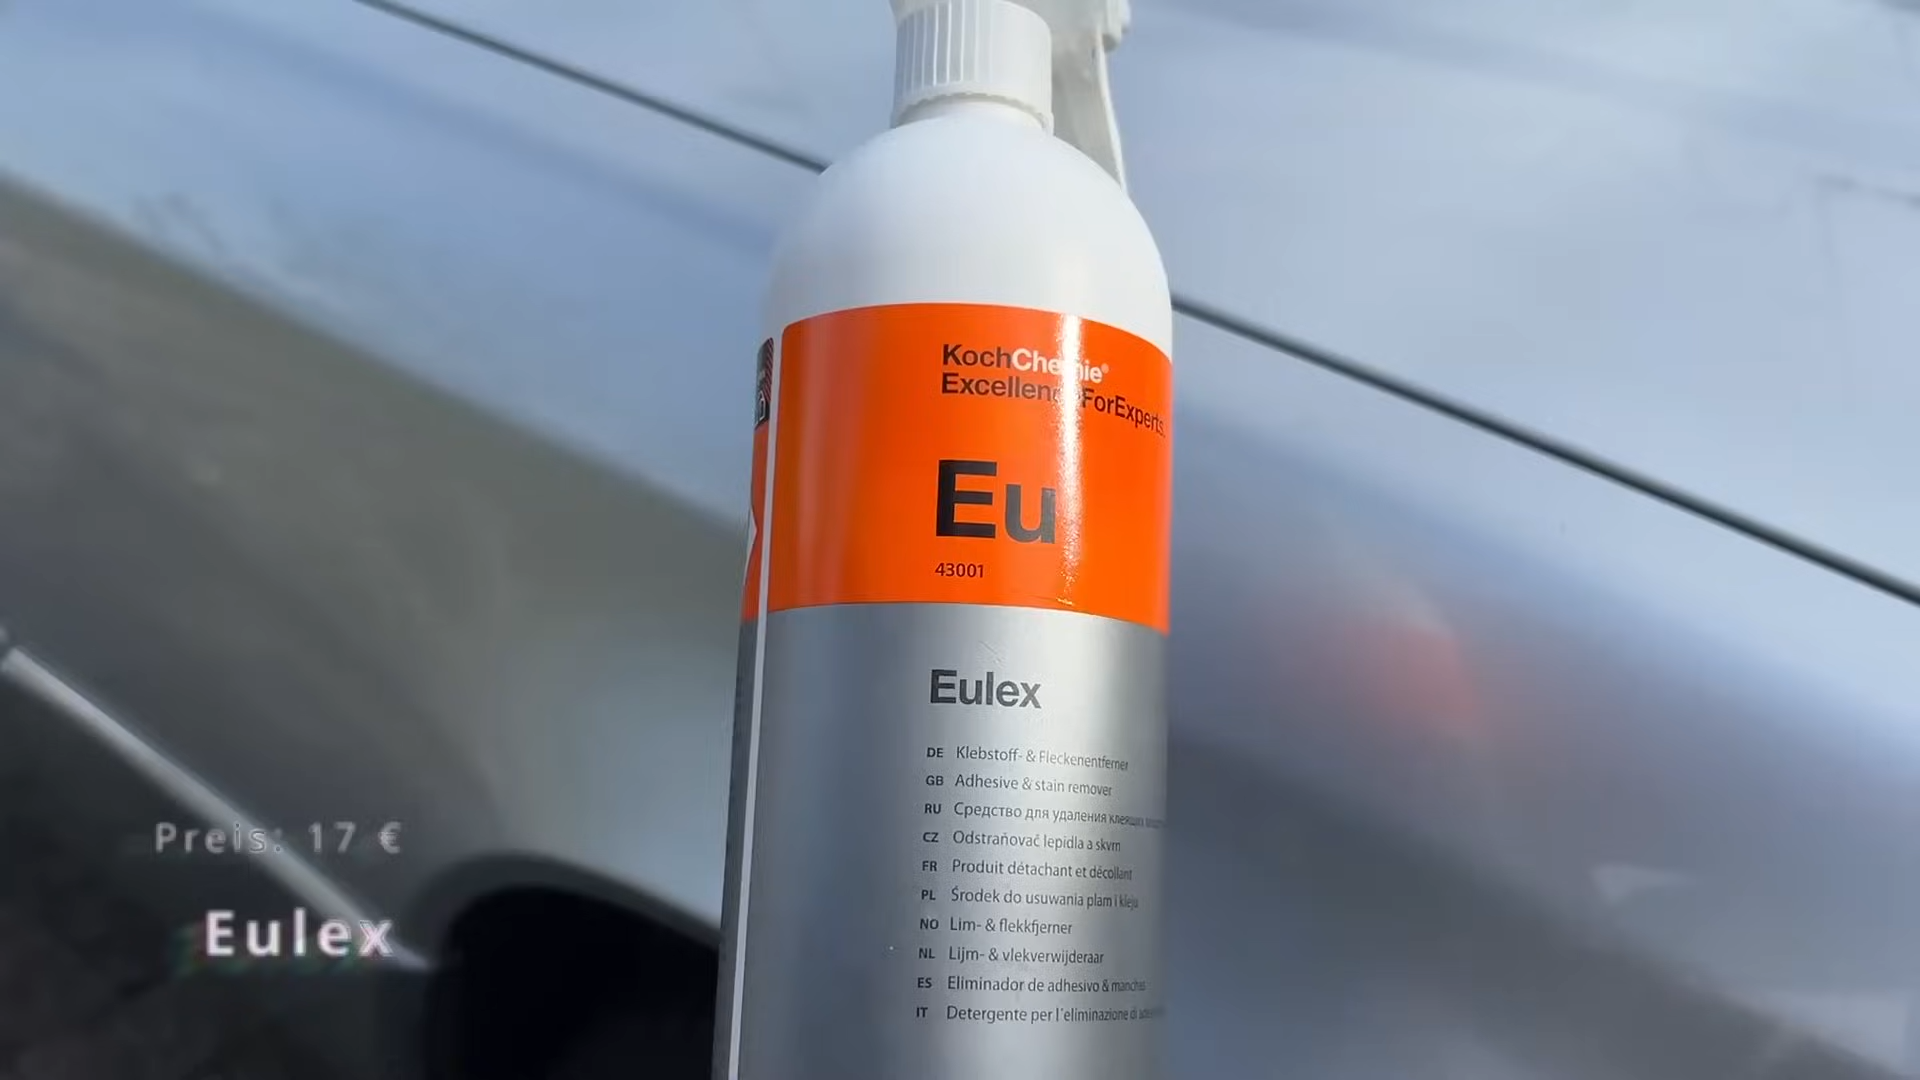 KochChemie®
ExcellenceForExperts.
Eu
43001
Eulex
DE Klebstoff- & Fleckenentferner
GB Adhesive & stain remover
RU Средство для удаления клеящих
CZ Odstraňovač lepidla a skvrn
FR Produit détachant et décollant
PL Środek do usuwania plam i kleju
NO Lim- & flekkfjerner
NL Lijm- & vlekverwijderaar
ES Eliminador de adhesivo & manchas
IT Detergente per l'eliminazione di
Preis: 17 €
Eulex